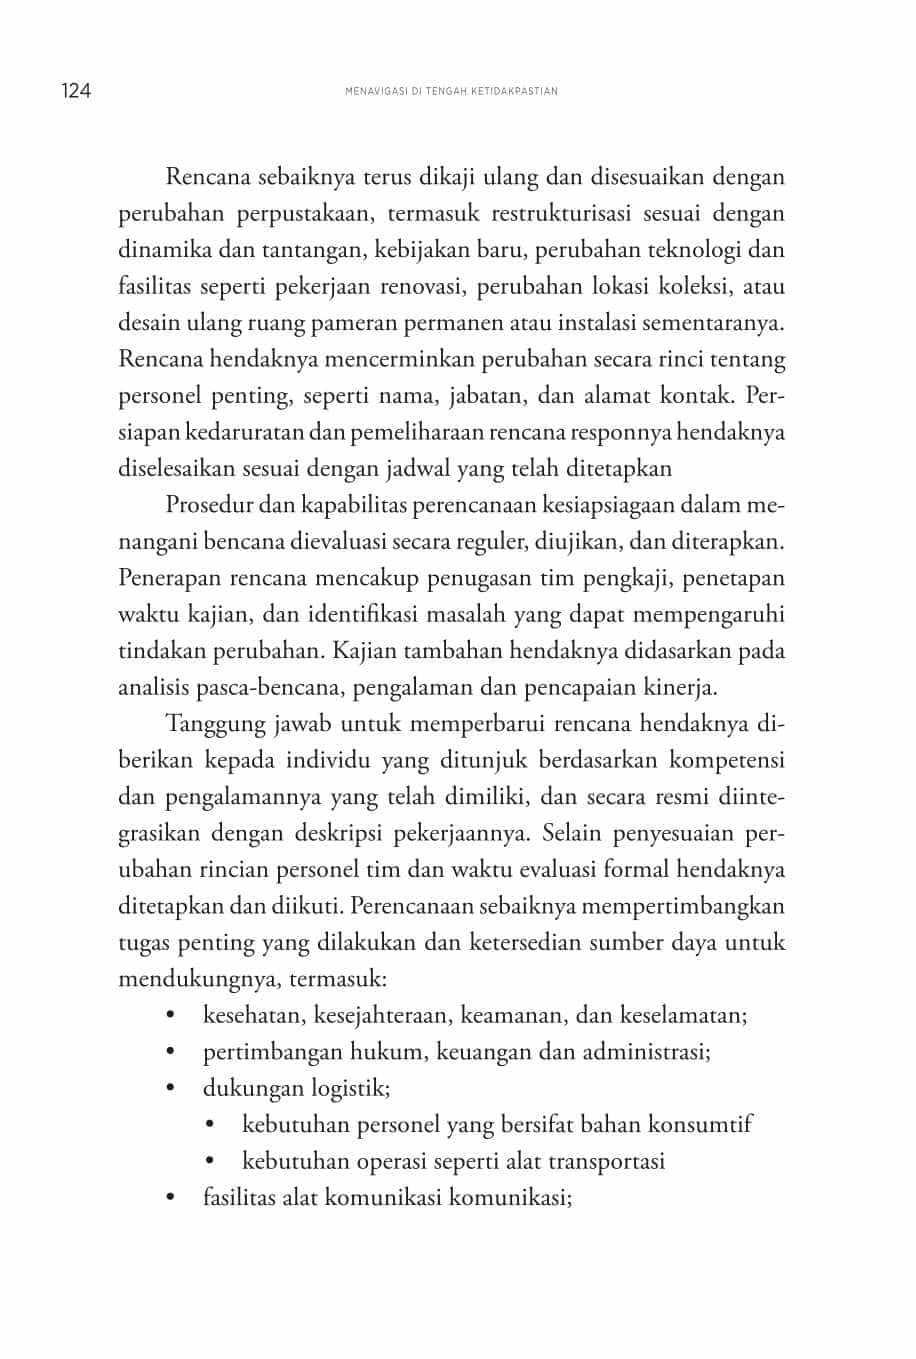 124
MENAVIGASI DI TENGAH KETIDAKPASTIAN
Rencana sebaiknya terus dikaji ulang dan disesuaikan dengan
perubahan perpustakaan, termasuk restrukturisasi sesuai dengan
dinamika dan tantangan, kebijakan baru, perubahan teknologi dan
fasilitas seperti pekerjaan renovasi, perubahan lokasi koleksi, atau
desain ulang ruang pameran permanen atau instalasi sementaranya.
Rencana hendaknya mencerminkan perubahan secara rinci tentang
personel penting, seperti nama, jabatan, dan alamat kontak. Per-
siapan kedaruratan dan pemeliharaan rencana responnya hendaknya
diselesaikan sesuai dengan jadwal yang telah ditetapkan
Prosedur dan kapabilitas perencanaan kesiapsiagaan dalam me-
nangani bencana dievaluasi secara reguler, diujikan, dan diterapkan.
Penerapan rencana mencakup penugasan tim pengkaji, penetapan
waktu kajian, dan identifikasi masalah yang dapat mempengaruhi
tindakan perubahan. Kajian tambahan hendaknya didasarkan pada
analisis pasca-bencana, pengalaman dan pencapaian kinerja.
Tanggung jawab untuk memperbarui rencana hendaknya di-
berikan kepada individu yang ditunjuk berdasarkan kompetensi
dan pengalamannya yang telah dimiliki, dan secara resmi diinte-
grasikan dengan deskripsi pekerjaannya. Selain penyesuaian per-
ubahan rincian personel tim dan waktu evaluasi formal hendaknya
ditetapkan dan diikuti. Perencanaan sebaiknya mempertimbangkan
tugas penting yang dilakukan dan ketersedian sumber daya untuk
mendukungnya, termasuk:
• kesehatan, kesejahteraan, keamanan, dan keselamatan;
• pertimbangan hukum, keuangan dan administrasi;
• dukungan logistik;
• kebutuhan personel yang bersifat bahan konsumtif
• kebutuhan operasi seperti alat transportasi
• fasilitas alat komunikasi komunikasi;